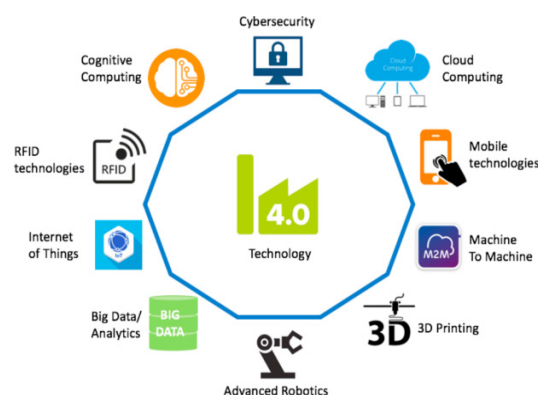 Cybersecurity
Cognitive
Computing
Cloud Computing
Cloud
Computing
RFID
technologies
RFID
Mobile
technologies
4.0
Technology
Internet
of Things
IoT
M2M
Machine
To Machine
Big Data/
Analytics
BIG
DATA
3D
3D Printing
Advanced Robotics